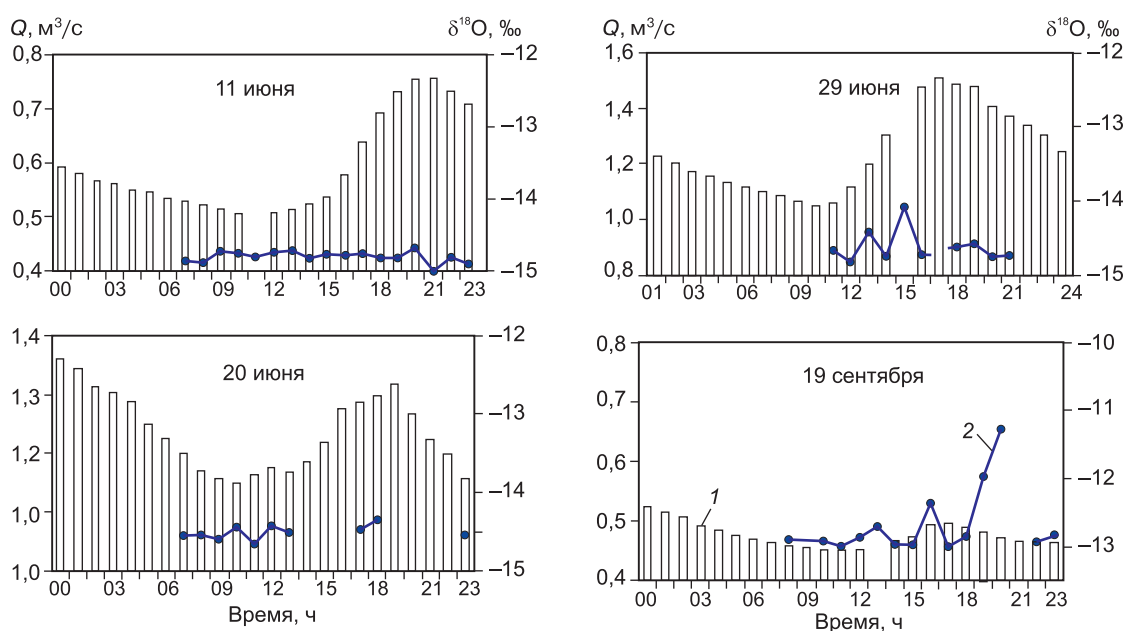 Q, м³/с δ¹⁸O, ‰
0,8 –12
11 июня
0,7 –13
0,6
–14
0,5
0,4 –15
00 03 06 09 12 15 18 21 23
Q, м³/с δ¹⁸O, ‰
1,6 –12
29 июня
1,4 –13
1,2
–14
1,0
0,8 –15
01 03 06 09 12 15 18 21 24
1,4 –12
20 июня
1,3 –13
1,2
–14
1,0
1,0 –15
00 03 06 09 12 15 18 21 23
Время, ч
0,8 –10
19 сентября
0,7 –11
2
0,6 –12
1
0,5
–13
0,4
00 03 06 09 12 15 18 21 23
Время, ч